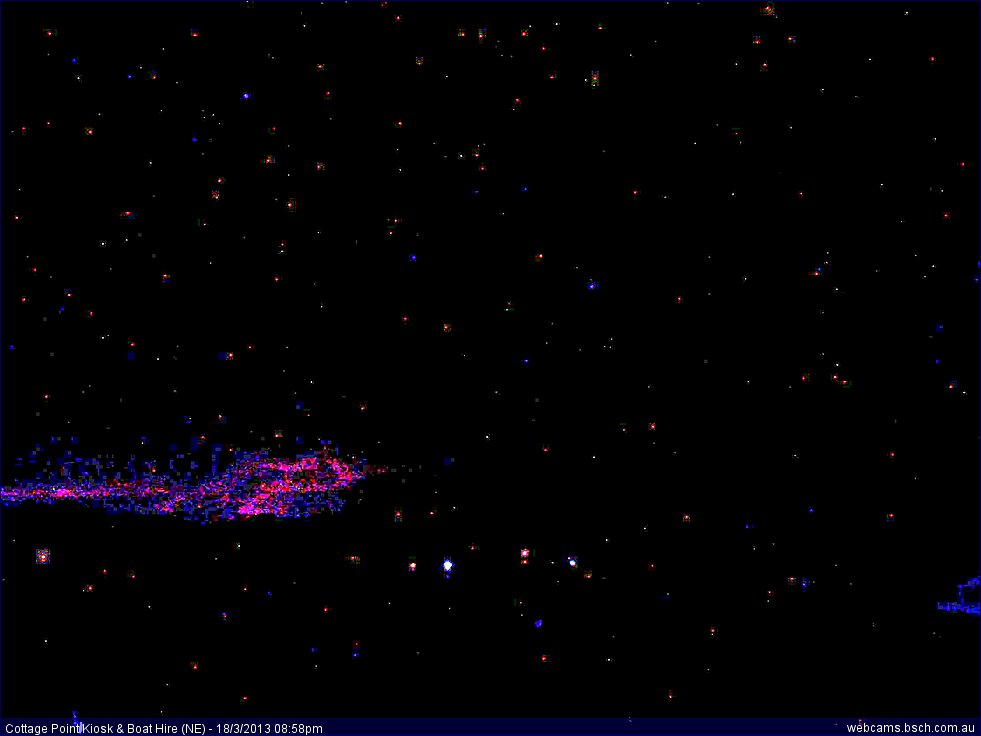 Cottage Point/Kiosk & Boat Hire (NE) - 18/3/2013 08:58pm
webcams.bsch.com.au